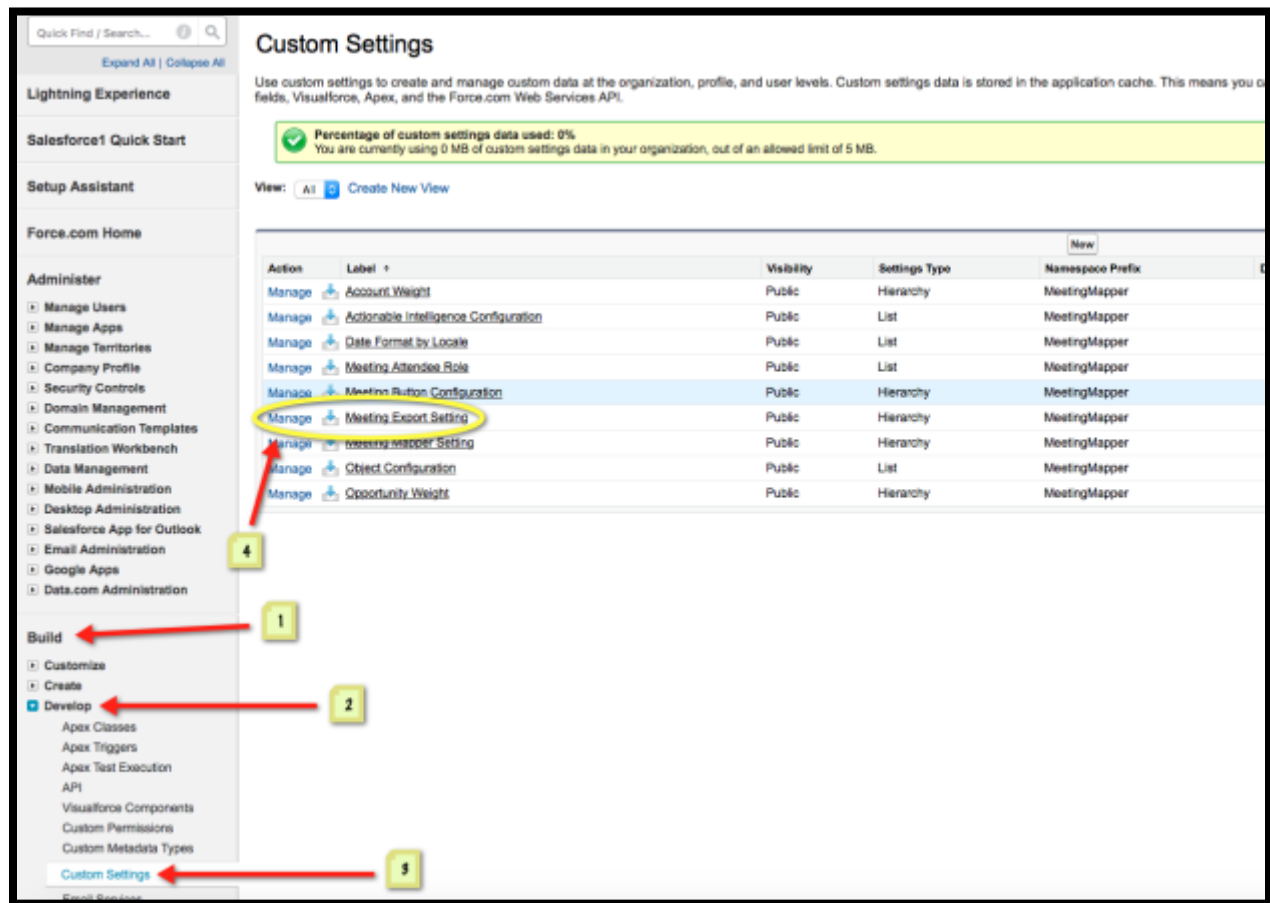 Quick Find / Search...
Expand All | Collapse All
Lightning Experience
Salesforce1 Quick Start
Setup Assistant
Force.com Home
Administer
Manage Users
Manage Apps
Manage Territories
Company Profile
Security Controls
Domain Management
Communication Templates
Translation Workbench
Data Management
Mobile Administration
Desktop Administration
Salesforce App for Outlook
Email Administration
Google Apps
Data.com Administration
Build
Customize
Create
Develop
Apex Classes
Apex Triggers
Apex Test Execution
API
Visualforce Components
Custom Permissions
Custom Metadata Types
Custom Settings
Email Services
Custom Settings
Use custom settings to create and manage custom data at the organization, profile, and user levels. Custom settings data is stored in the application cache. This means you
fields, Visualforce, Apex, and the Force.com Web Services API.
Percentage of custom settings data used: 0%
You are currently using 0 MB of custom settings data in your organization, out of an allowed limit of 5 MB.
View: All Create New View
New
Action Label ↑ Visibility Settings Type Namespace Prefix
Manage Account Weight Public Hierarchy MeetingMapper
Manage Actionable Intelligence Configuration Public List MeetingMapper
Manage Date Format by Locale Public List MeetingMapper
Manage Meeting Attendee Role Public List MeetingMapper
Manage Meeting Button Configuration Public Hierarchy MeetingMapper
Manage Meeting Export Setting Public Hierarchy MeetingMapper
Manage Meeting Mapper Setting Public Hierarchy MeetingMapper
Manage Object Configuration Public List MeetingMapper
Manage Opportunity Weight Public Hierarchy MeetingMapper
4
1
2
3